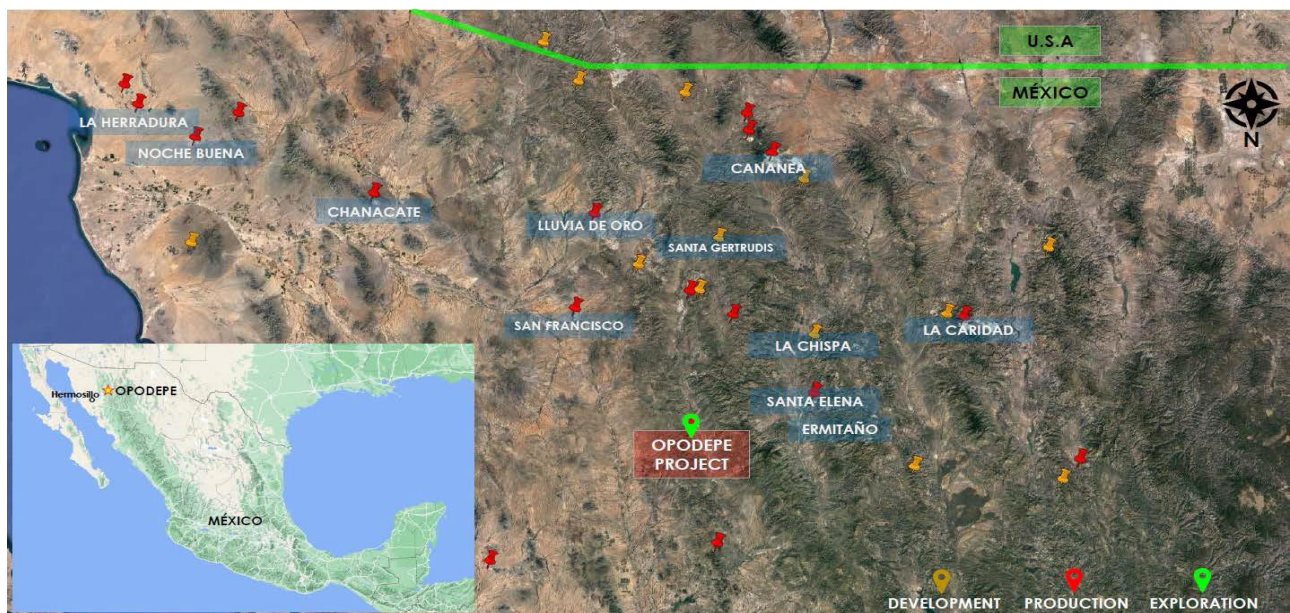 U.S.A
MÉXICO
N
LA HERRADURA
NOCHE BUENA
CANANEA
CHANACATE
LLUVIA DE ORO
SANTA GERTRUDIS
SAN FRANCISCO
LA CHISPA
LA CARIDAD
SANTA ELENA
ERMITAÑO
OPODEPE
PROJECT
OPODEPE
Hermosillo
MÉXICO
DEVELOPMENT
PRODUCTION
EXPLORATION